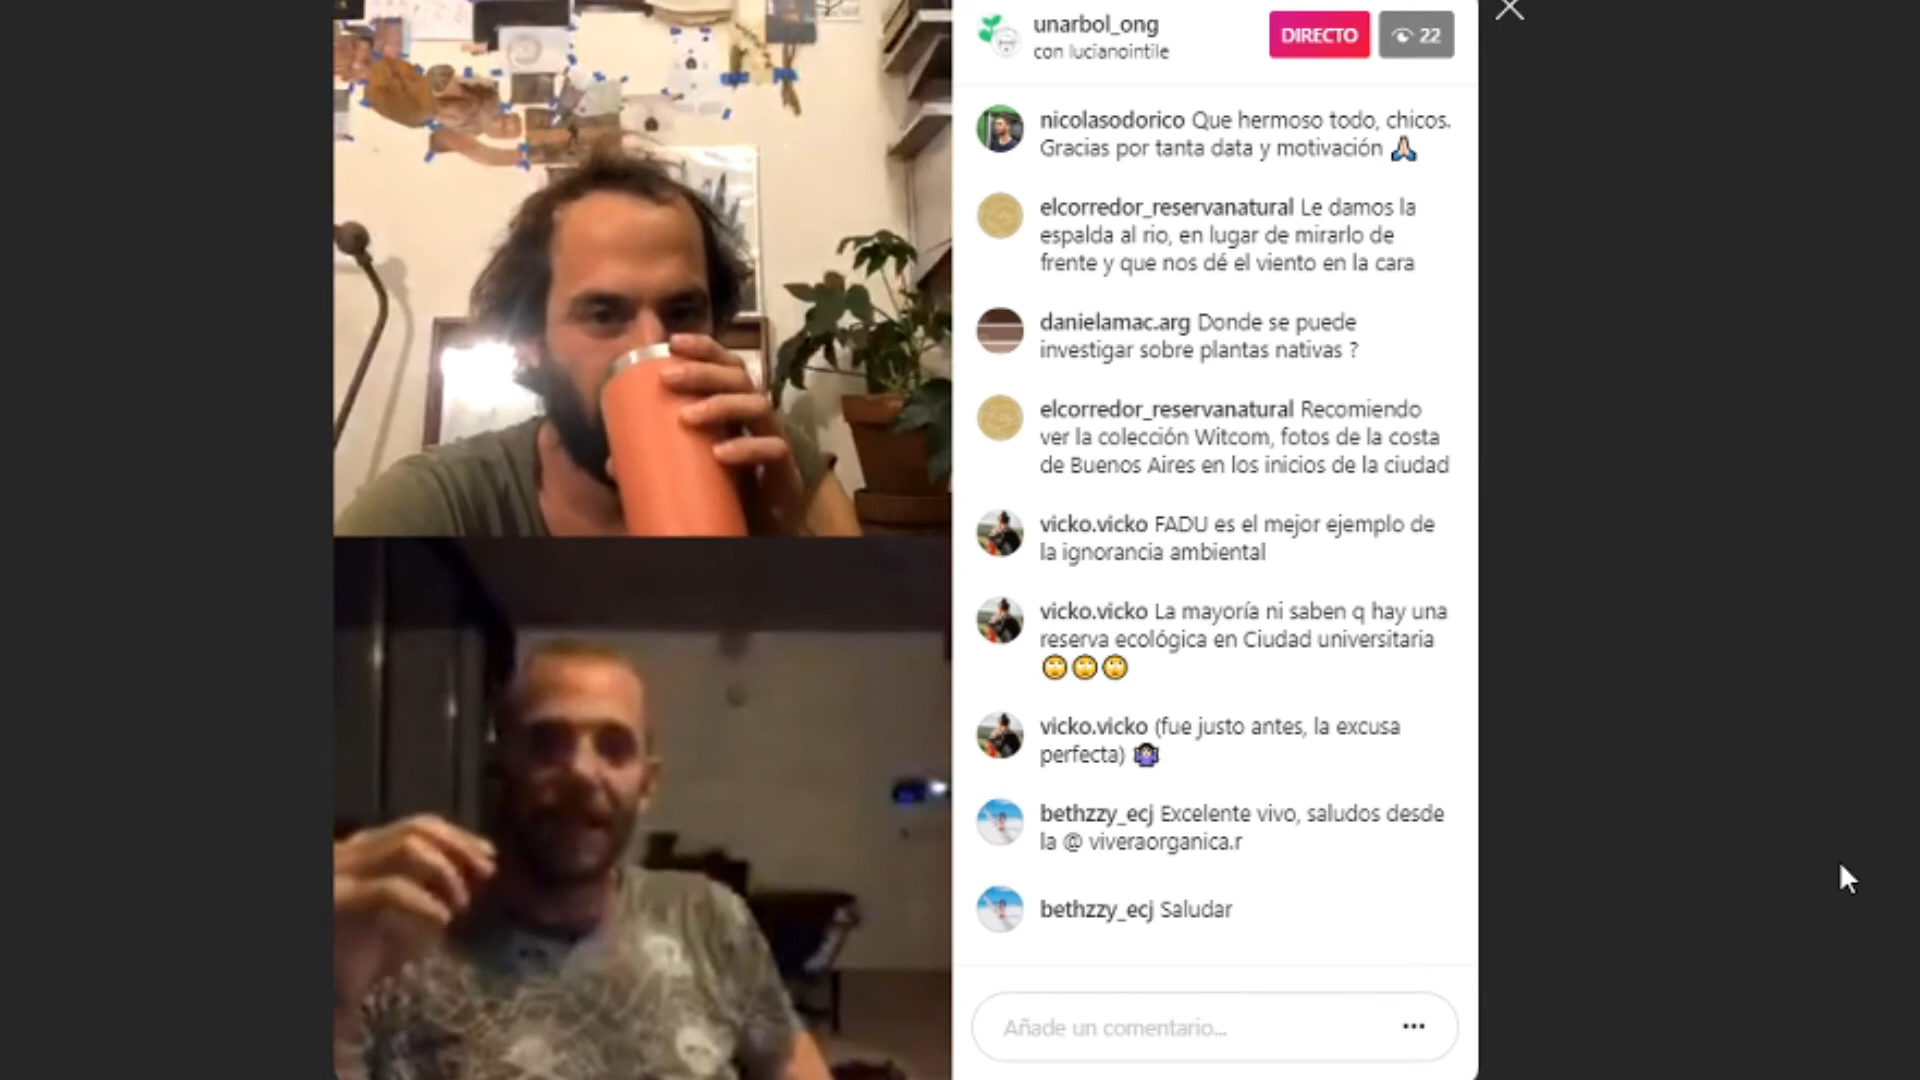 unarbol_ong
con lucianointile
DIRECTO
22
nicolasodorico Que hermoso todo, chicos.
Gracias por tanta data y motivación 🙏🏻
elcorredor_reservanatural Le damos la
espalda al rio, en lugar de mirarlo de
frente y que nos dé el viento en la cara
danielamac.arg Donde se puede
investigar sobre plantas nativas ?
elcorredor_reservanatural Recomiendo
ver la colección Witcom, fotos de la costa
de Buenos Aires en los inicios de la ciudad
vicko.vicko FADU es el mejor ejemplo de
la ignorancia ambiental
vicko.vicko La mayoría ni saben q hay una
reserva ecológica en Ciudad universitaria
🙄🙄🙄
vicko.vicko (fue justo antes, la excusa
perfecta) 🤷🏻‍♀️
bethzzy_ecj Excelente vivo, saludos desde
la @ viveraorganica.r
bethzzy_ecj Saludar
Añade un comentario...